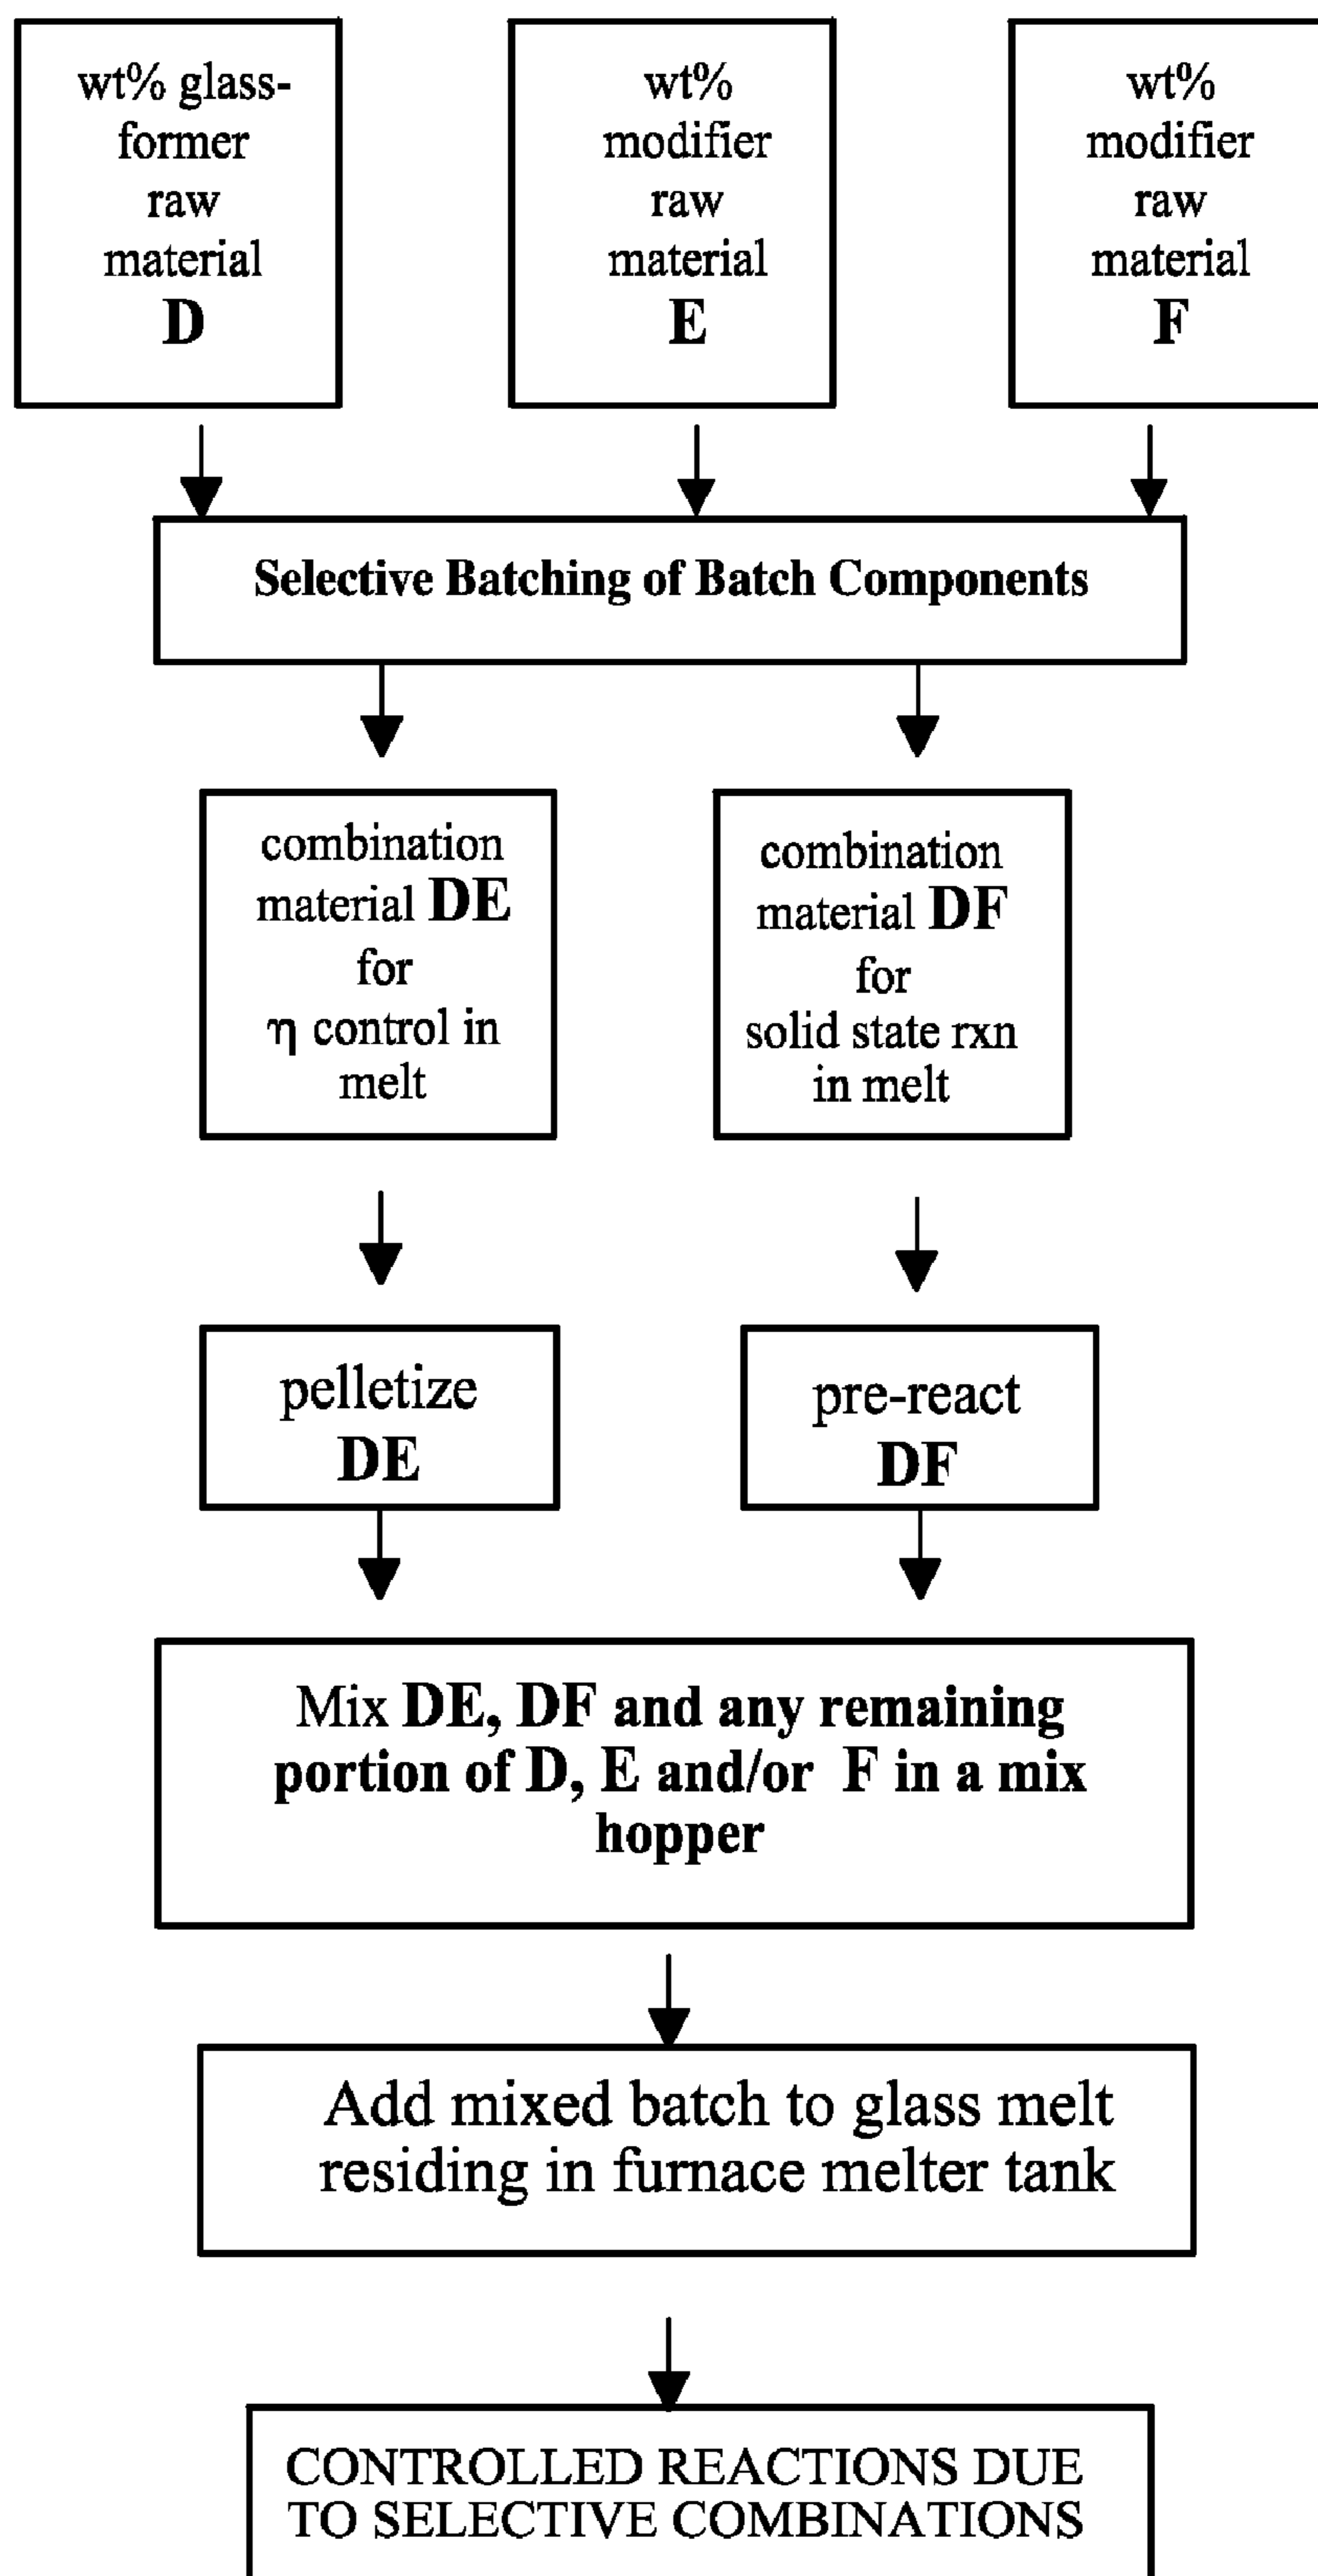 wt% glass-
former
raw
material
D
wt%
modifier
raw
material
E
wt%
modifier
raw
material
F
Selective Batching of Batch Components
combination
material DE
for
η control in
melt
combination
material DF
for
solid state rxn
in melt
pelletize
DE
pre-react
DF
Mix DE, DF and any remaining
portion of D, E and/or F in a mix
hopper
Add mixed batch to glass melt
residing in furnace melter tank
CONTROLLED REACTIONS DUE
TO SELECTIVE COMBINATIONS